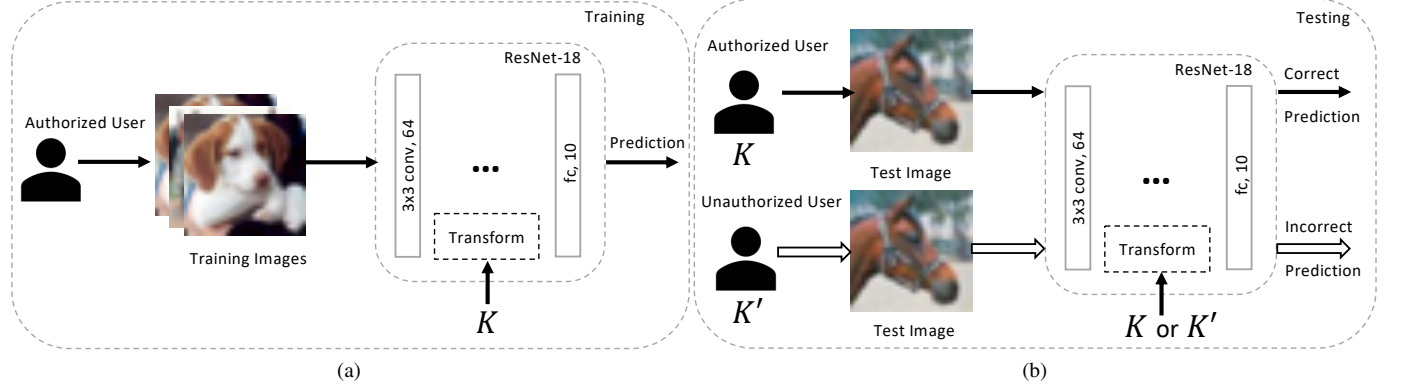 Training
ResNet-18
Authorized User
3x3 conv, 64
...
fc, 10
Prediction
Transform
Training Images
K
(a)
Testing
Authorized User
K
Test Image
ResNet-18
3x3 conv, 64
...
fc, 10
Correct
Prediction
Unauthorized User
K′
Test Image
Transform
Incorrect
Prediction
K or K′
(b)